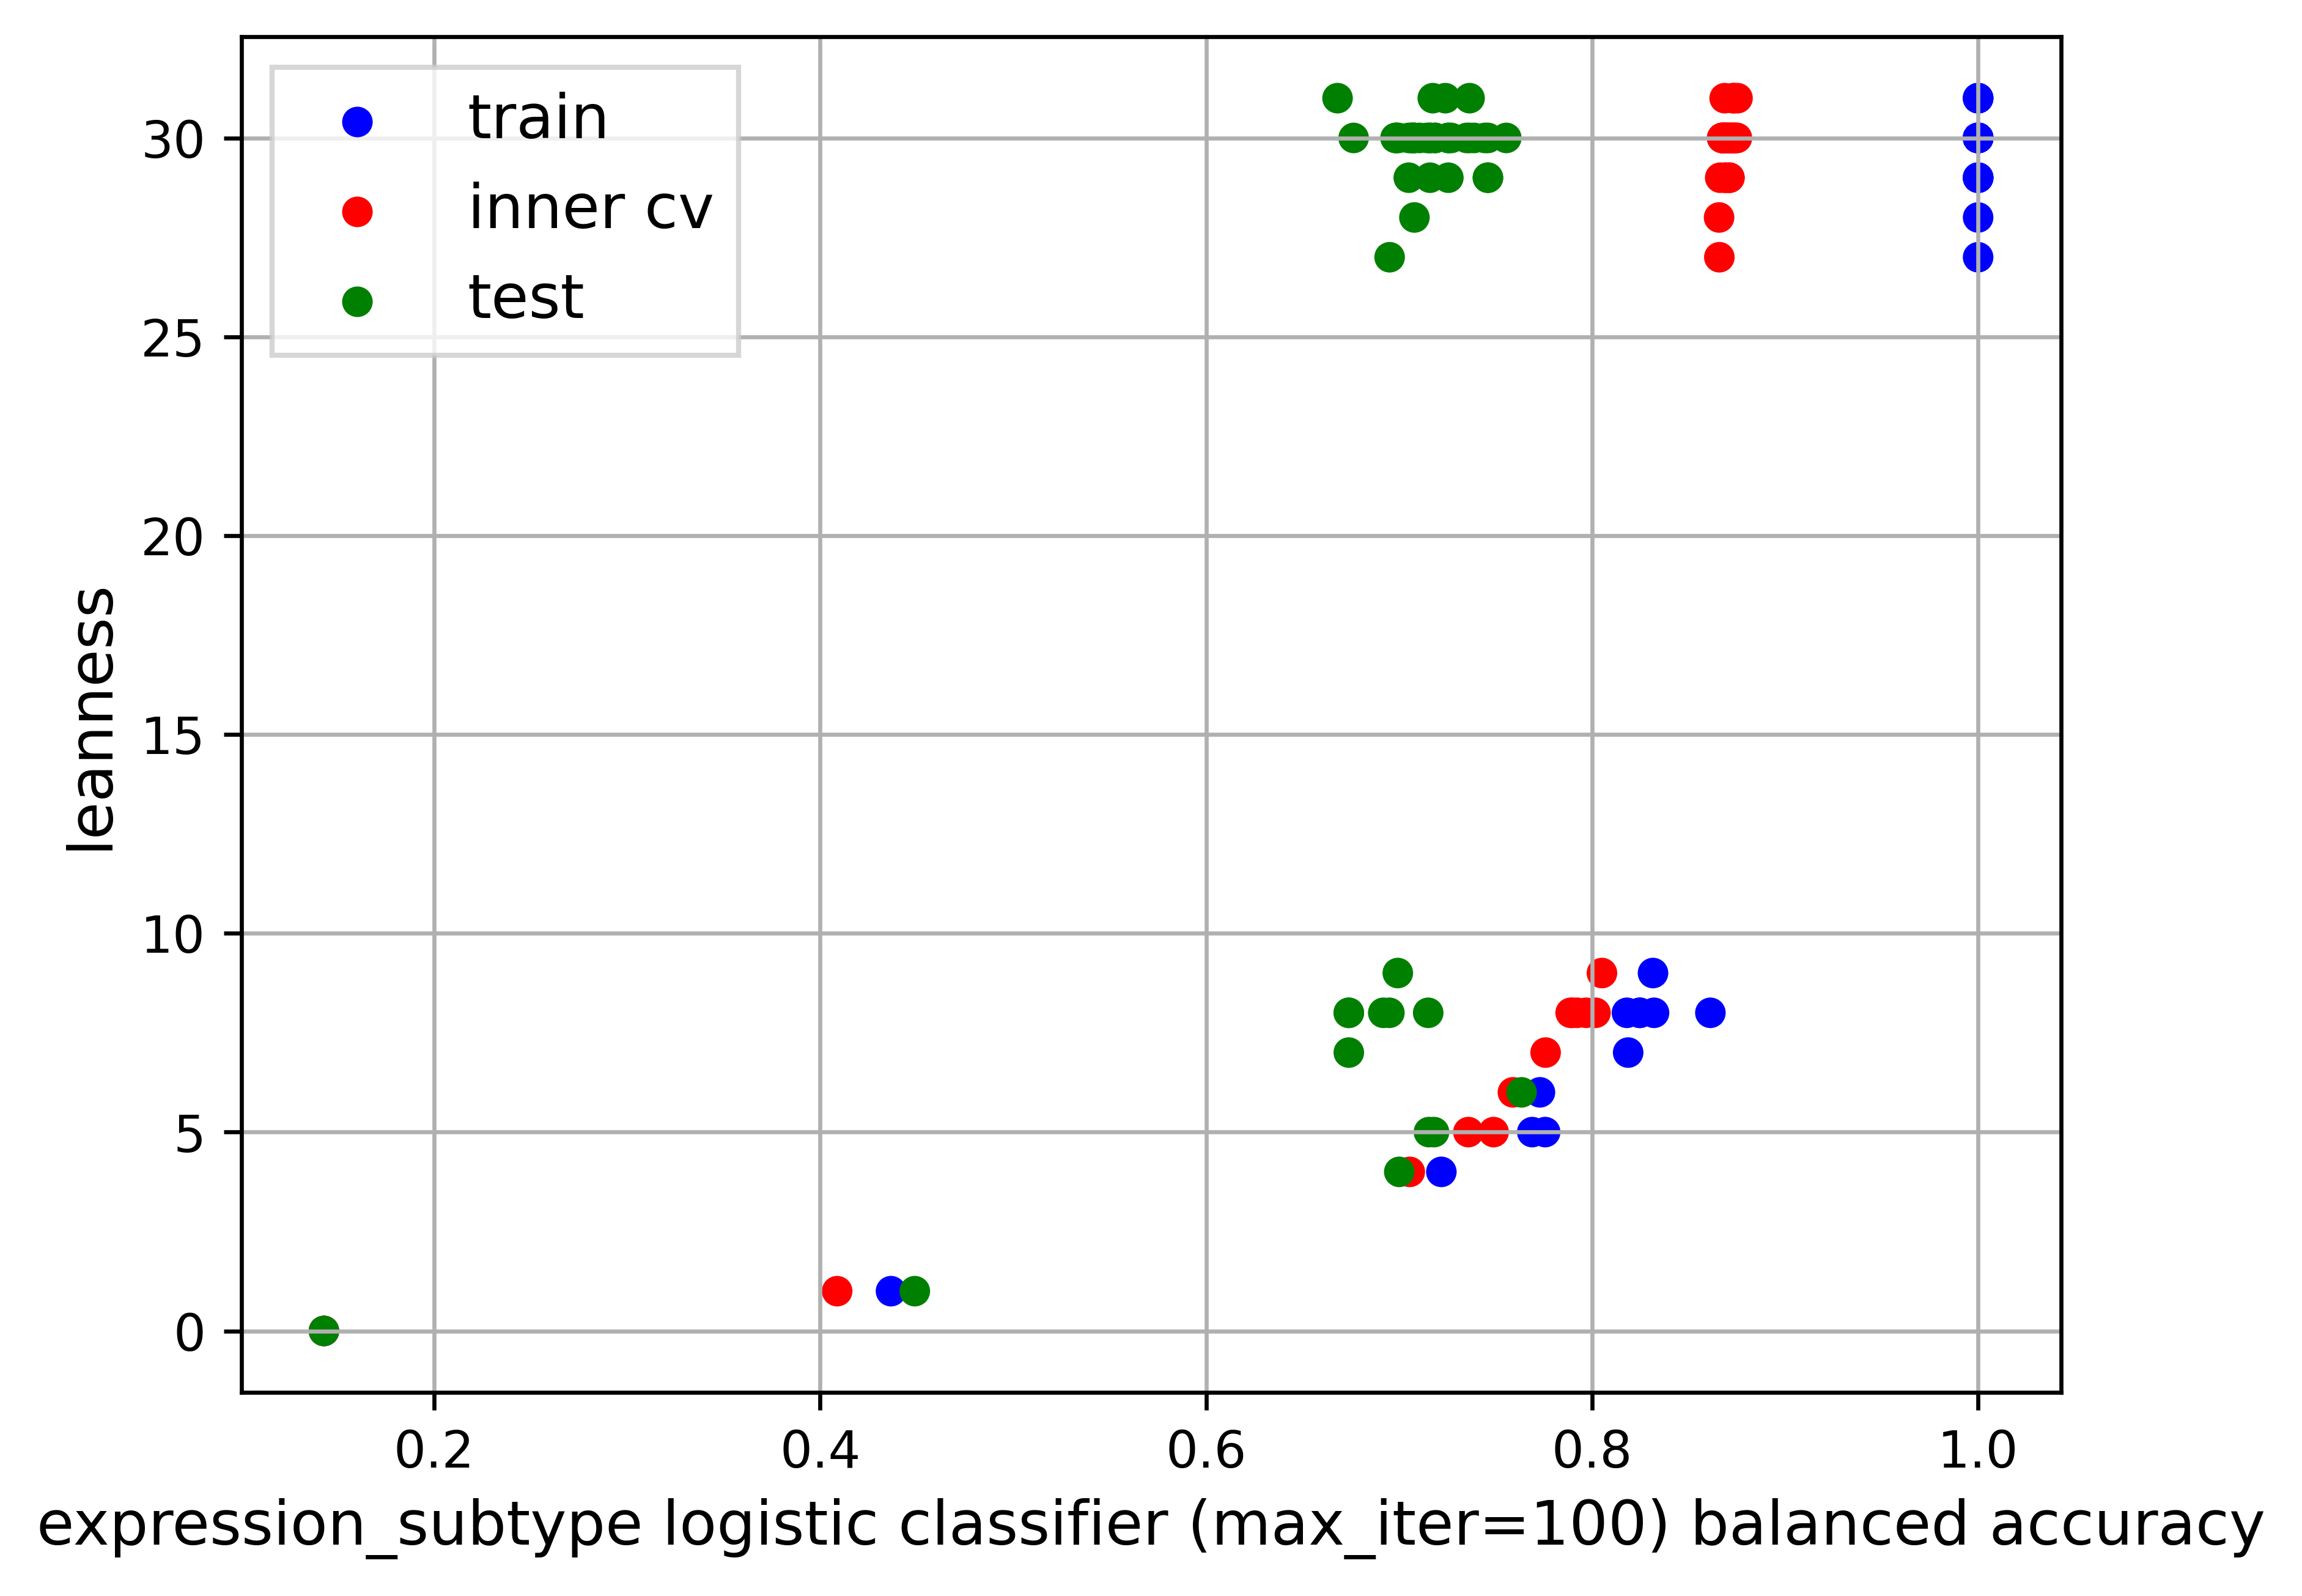 train
inner cv
test
30
25
20
15
10
5
0
leanness
0.2 0.4 0.6 0.8 1.0
expression_subtype logistic classifier (max_iter=100) balanced accuracy